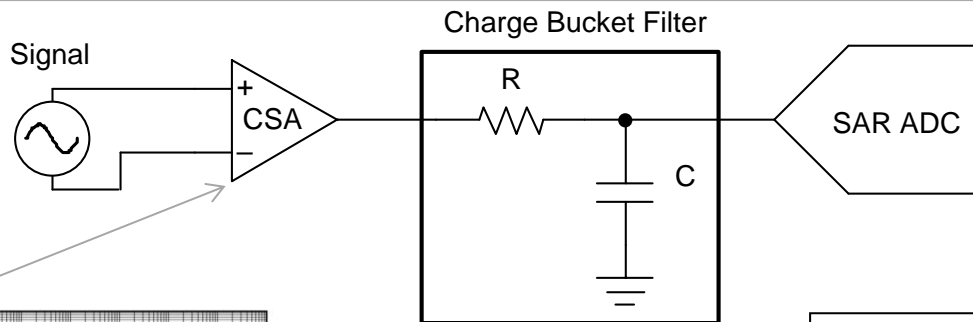 Charge Bucket Filter
Signal
R
+
CSA
−
SAR ADC
C